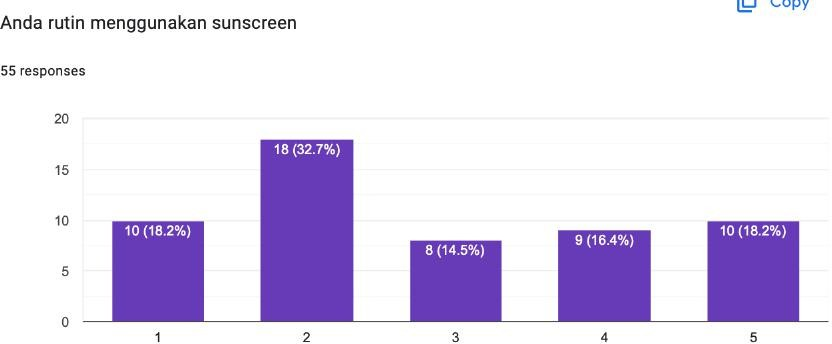 Copy
Anda rutin menggunakan sunscreen
55 responses
20
15
10
5
0
10 (18.2%)
18 (32.7%)
8 (14.5%)
9 (16.4%)
10 (18.2%)
1 2 3 4 5